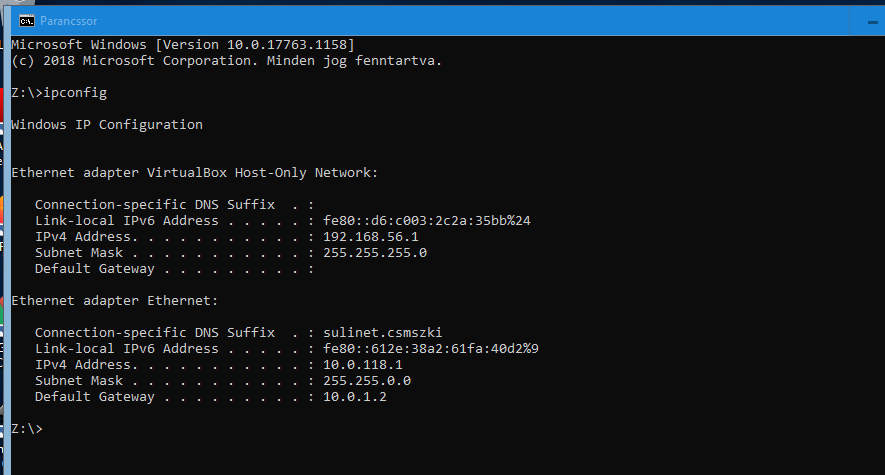 Parancssor
Microsoft Windows [Version 10.0.17763.1158]
(c) 2018 Microsoft Corporation. Minden jog fenntartva.
Z:\>ipconfig
Windows IP Configuration
Ethernet adapter VirtualBox Host-Only Network:
Connection-specific DNS Suffix  . :
Link-local IPv6 Address . . . . . : fe80::d6:c003:2c2a:35bb%24
IPv4 Address. . . . . . . . . . . : 192.168.56.1
Subnet Mask . . . . . . . . . . . : 255.255.255.0
Default Gateway . . . . . . . . . :
Ethernet adapter Ethernet:
Connection-specific DNS Suffix  . : sulinet.csmszki
Link-local IPv6 Address . . . . . : fe80::612e:38a2:61fa:40d2%9
IPv4 Address. . . . . . . . . . . : 10.0.118.1
Subnet Mask . . . . . . . . . . . : 255.255.0.0
Default Gateway . . . . . . . . . : 10.0.1.2
Z:\>